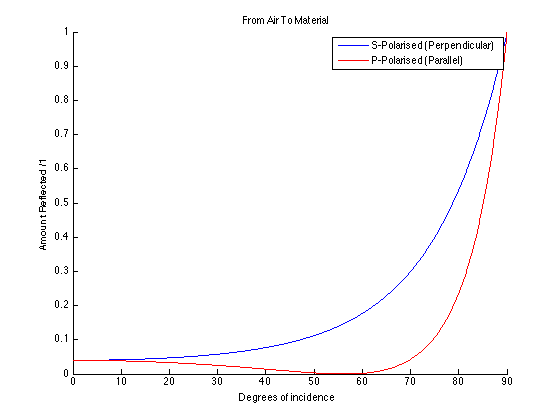 From Air To Material
S-Polarised (Perpendicular)
P-Polarised (Parallel)
Amount Reflected /1
1
0.9
0.8
0.7
0.6
0.5
0.4
0.3
0.2
0.1
0
0 10 20 30 40 50 60 70 80 90
Degrees of incidence